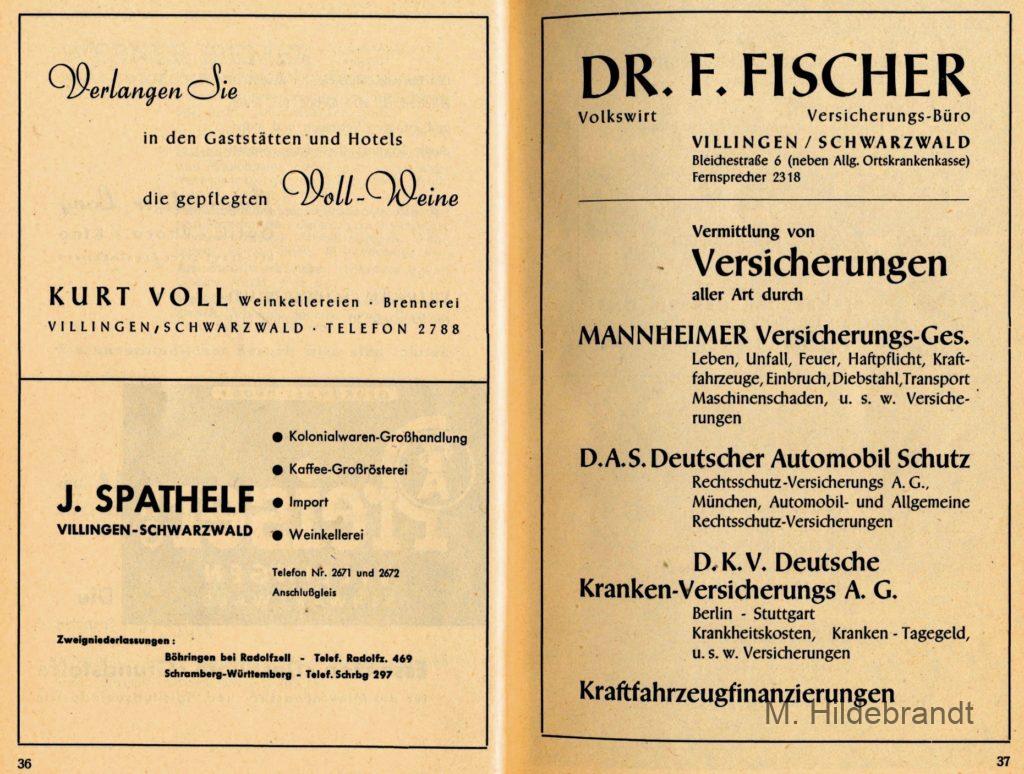 Verlangen Sie
in den Gaststätten und Hotels
die gepflegten Voll-Weine
KURT VOLL Weinkellereien · Brennerei
VILLINGEN/SCHWARZWALD · TELEFON 2788
J. SPATHELF
VILLINGEN-SCHWARZWALD
● Kolonialwaren-Großhandlung
● Kaffee-Großrösterei
● Import
● Weinkellerei
Telefon Nr. 2671 und 2672
Anschlußgleis
Zweigniederlassungen:
Böhringen bei Radolfzell - Telef. Radolfz. 469
Schramberg-Württemberg - Telef. Schrbg 297
36
DR. F. FISCHER
Volkswirt Versicherungs-Büro
VILLINGEN / SCHWARZWALD
Bleichestraße 6 (neben Allg. Ortskrankenkasse)
Fernsprecher 2318
Vermittlung von
Versicherungen
aller Art durch
MANNHEIMER Versicherungs-Ges.
Leben, Unfall, Feuer, Haftpflicht, Kraft-
fahrzeuge, Einbruch, Diebstahl, Transport
Maschinenschaden, u. s. w. Versiche-
rungen
D.A.S. Deutscher Automobil Schutz
Rechtsschutz-Versicherungs A. G.,
München, Automobil- und Allgemeine
Rechtsschutz-Versicherungen
D.K.V. Deutsche
Kranken-Versicherungs A. G.
Berlin - Stuttgart
Krankheitskosten, Kranken - Tagegeld,
u. s. w. Versicherungen
Kraftfahrzeugfinanzierungen
M. Hildebrandt
37